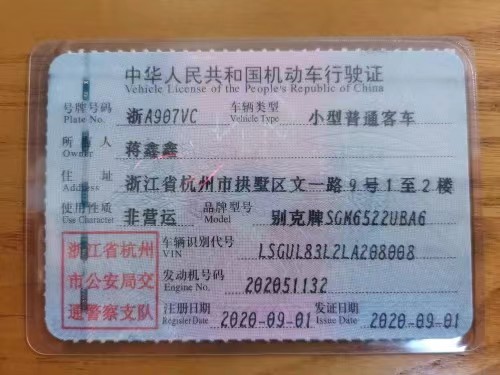 中华人民共和国机动车行驶证
Vehicle License of the People's Republic of China
号牌号码 浙A907VC 车辆类型 小型普通客车
Plate No. Vehicle Type
所有人 蒋鑫鑫
Owner
住址 浙江省杭州市拱墅区文一路9号1至2楼
Address
使用性质 非营运 品牌型号 别克牌SGM6522UBA6
Use Character Model
浙江省杭州
市公安局交
通警察支队
车辆识别代号 LSGUL83L2LA208008
VIN
发动机号码 202051132
Engine No.
注册日期 2020-09-01 发证日期 2020-09-01
Register Date Issue Date